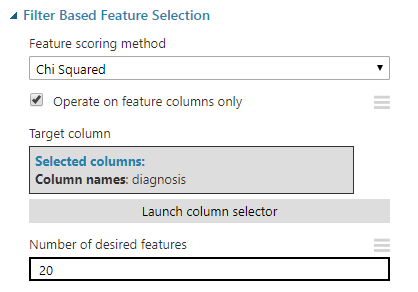 Filter Based Feature Selection
Feature scoring method
Chi Squared
Operate on feature columns only
Target column
Selected columns:
Column names: diagnosis
Launch column selector
Number of desired features
20